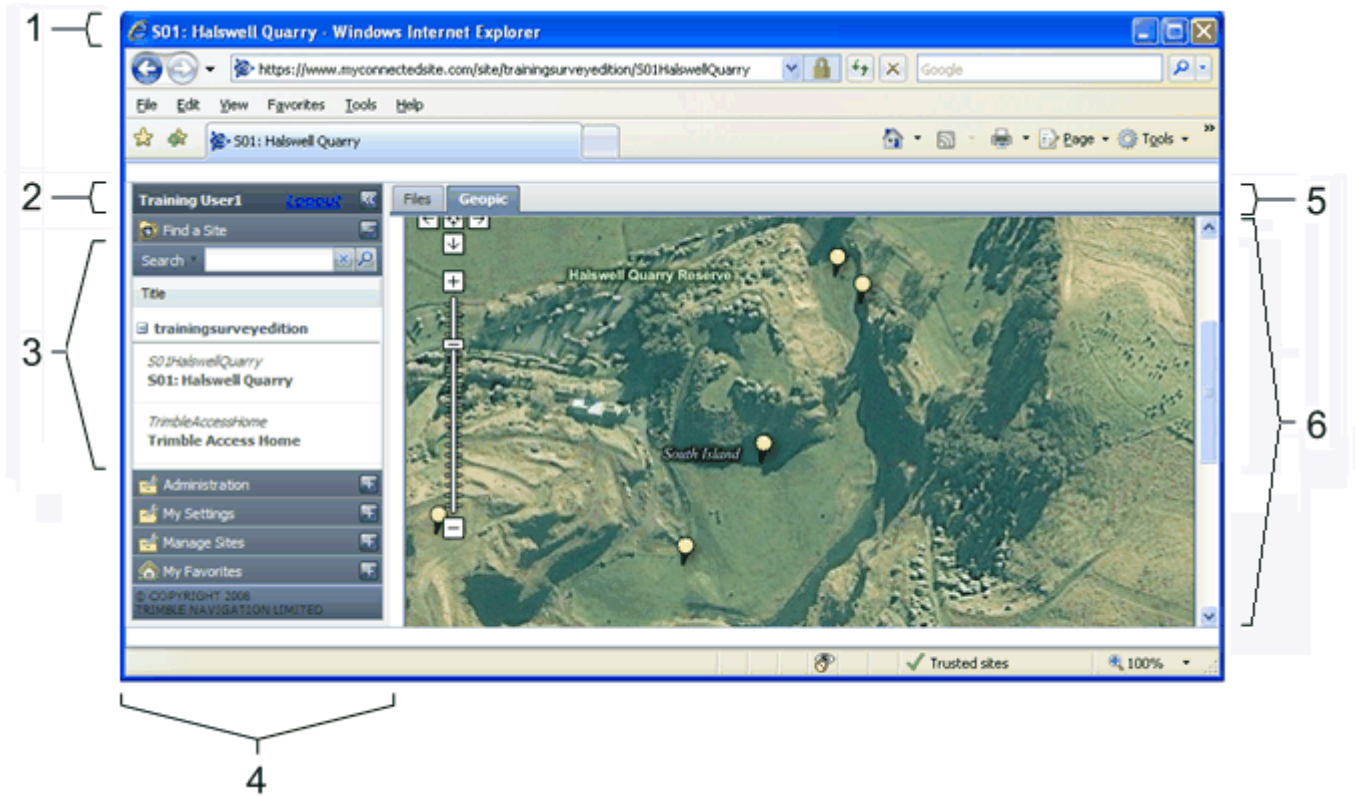 1
S01: Halswell Quarry - Windows Internet Explorer
https://www.myconnectedsite.com/site/trainingsurveyedition/S01HalswellQuarry
Google
File Edit View Favorites Tools Help
S01: Halswell Quarry
Page Tools »
2
Training User1 Logout
Files Geopic
5
Find a Site
Search
Title
trainingsurveyedition
3
S01HalswellQuarry
S01: Halswell Quarry
TrimbleAccessHome
Trimble Access Home
Administration
My Settings
Manage Sites
My Favorites
© COPYRIGHT 2008
TRIMBLE NAVIGATION LIMITED
Halswell Quarry Reserve
South Island
6
Trusted sites
100%
4